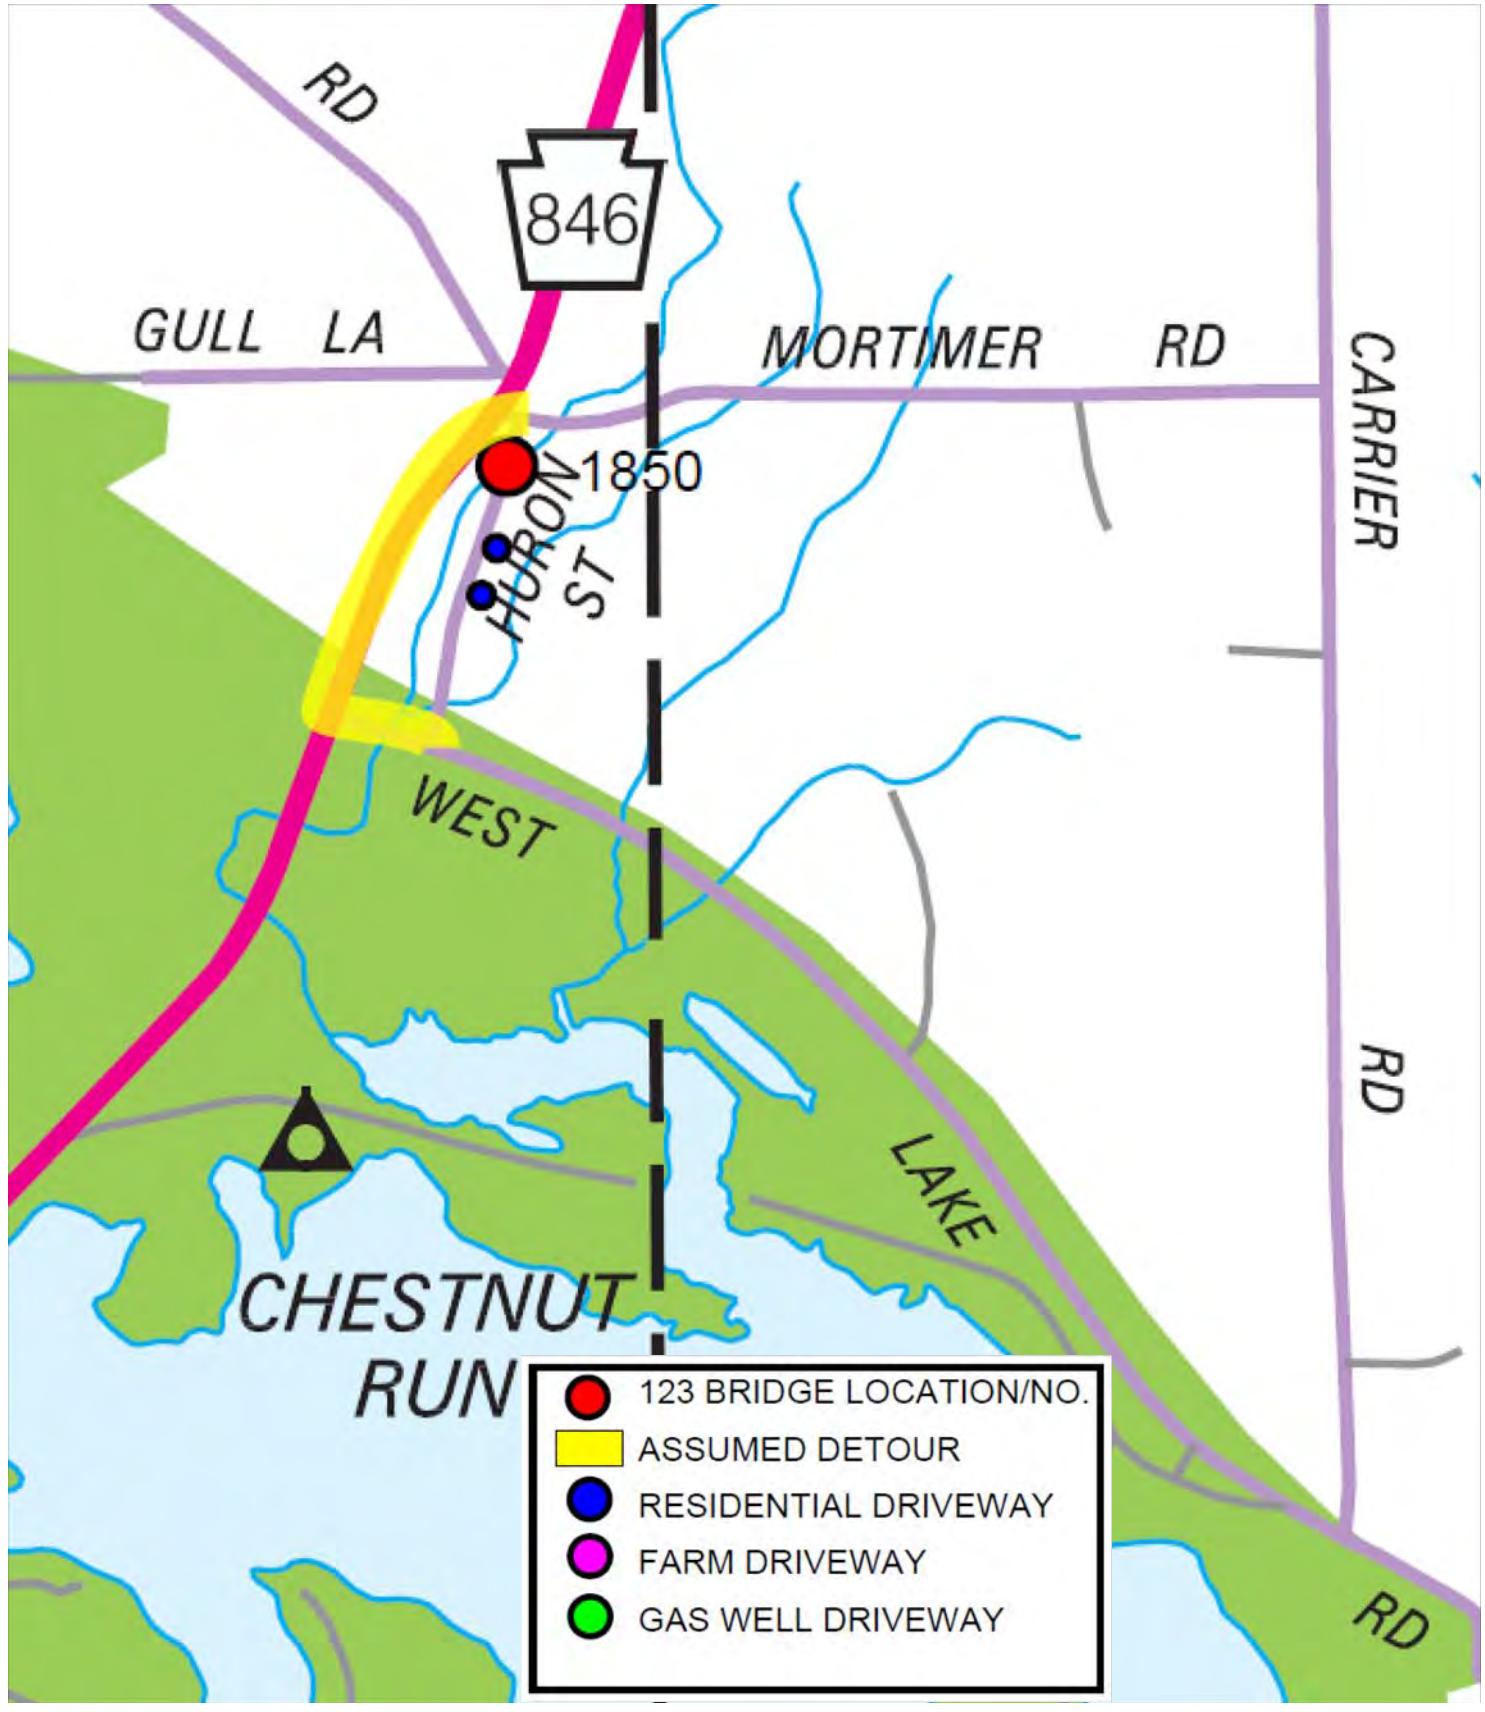 RD
846
GULL LA
MORTIMER RD
CARRIER
1850
HURON
ST
WEST
RD
LAKE
CHESTNUT
RUN
123 BRIDGE LOCATION/NO.
ASSUMED DETOUR
RESIDENTIAL DRIVEWAY
FARM DRIVEWAY
GAS WELL DRIVEWAY
RD